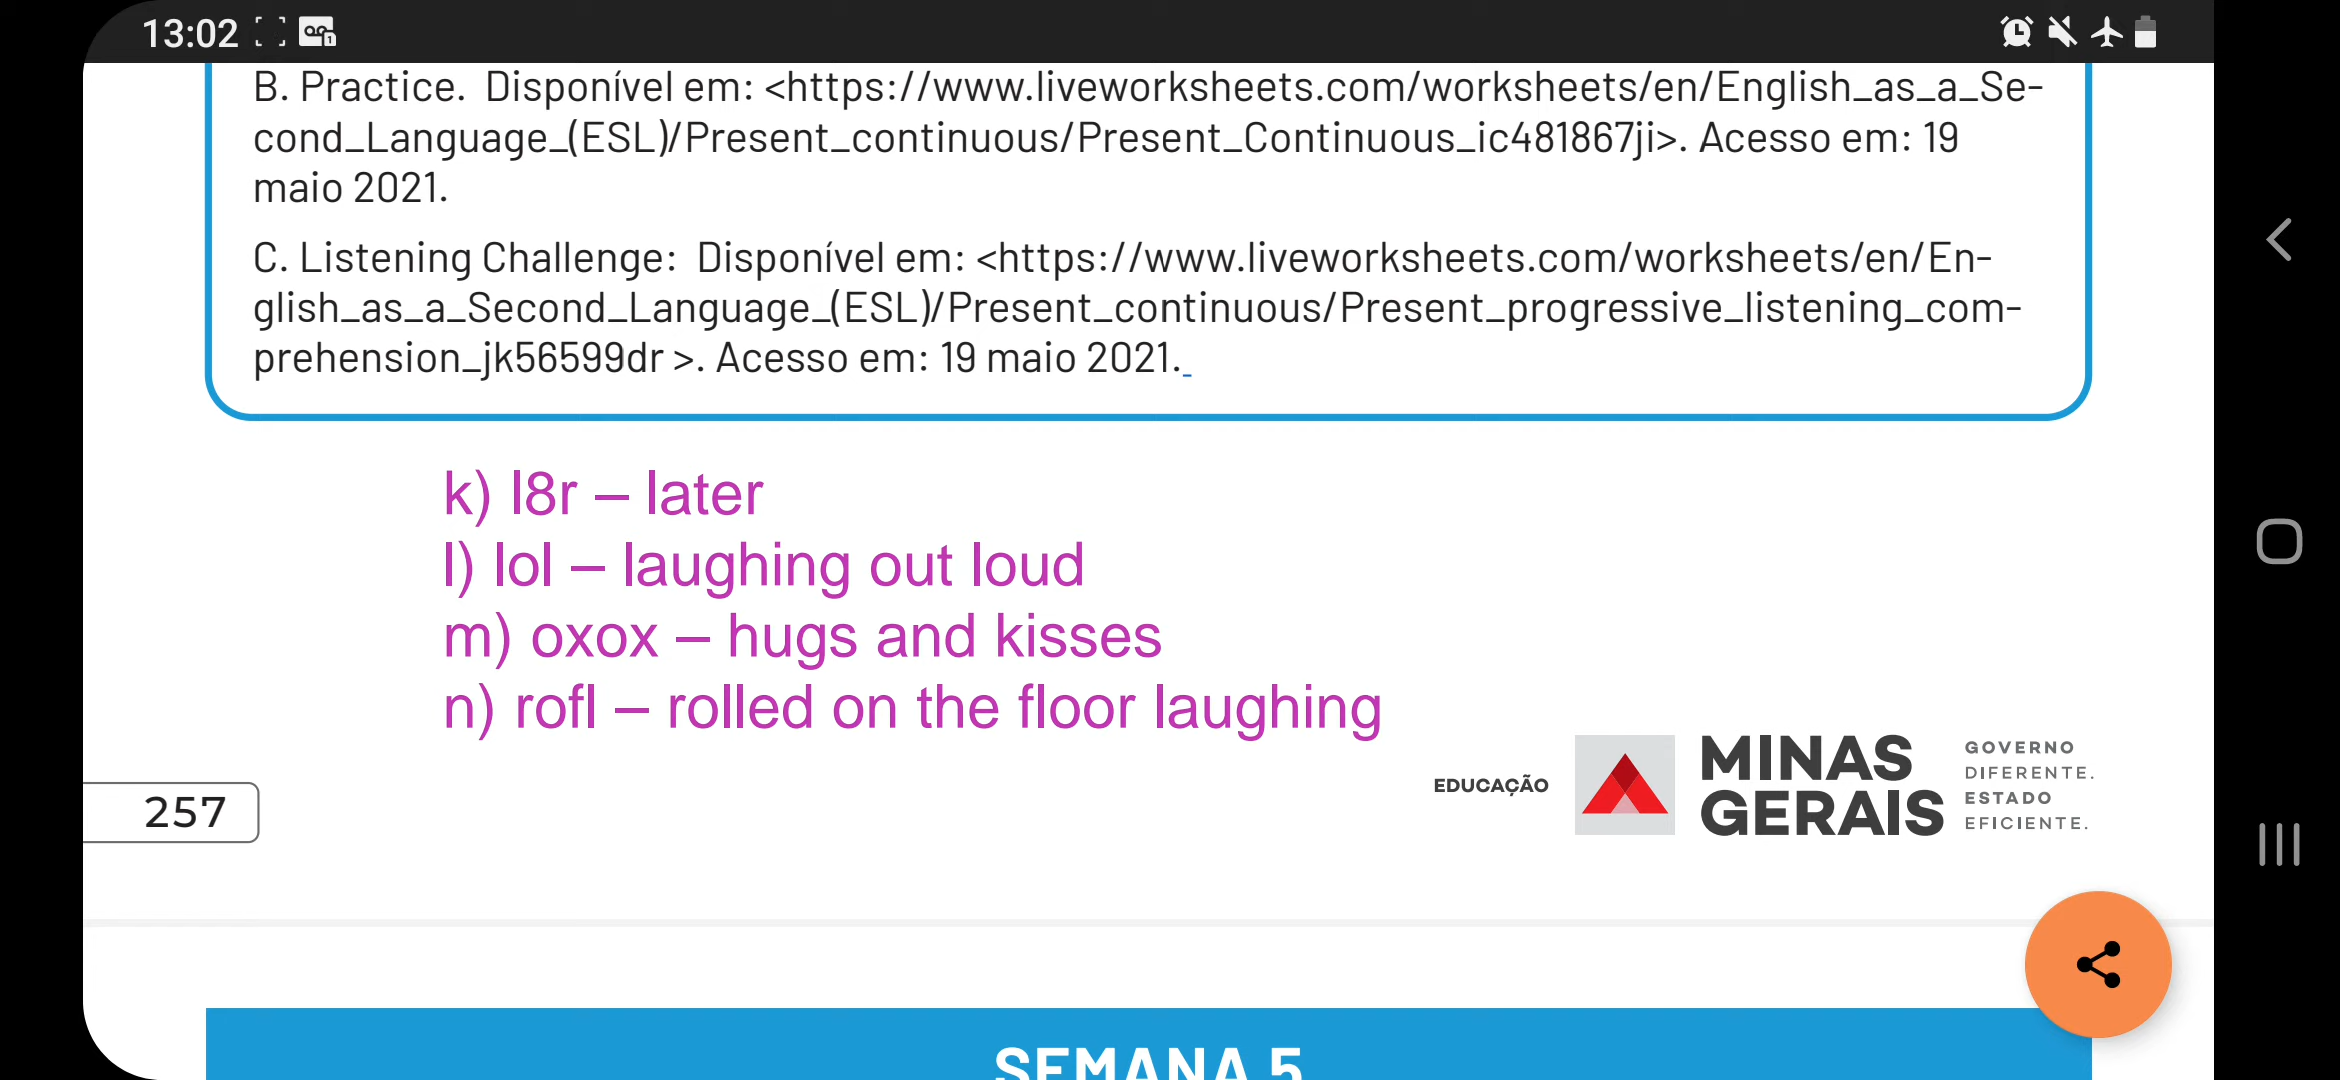 13:02
B. Practice. Disponível em: <https://www.liveworksheets.com/worksheets/en/English_as_a_Se-
cond_Language_(ESL)/Present_continuous/Present_Continuous_ic481867ji>. Acesso em: 19
maio 2021.
C. Listening Challenge: Disponível em: <https://www.liveworksheets.com/worksheets/en/En-
glish_as_a_Second_Language_(ESL)/Present_continuous/Present_progressive_listening_com-
prehension_jk56599dr >. Acesso em: 19 maio 2021.
k) l8r – later
l) lol – laughing out loud
m) oxox – hugs and kisses
n) rofl – rolled on the floor laughing
257
EDUCAÇÃO
MINAS
GERAIS
GOVERNO
DIFERENTE.
ESTADO
EFICIENTE.
SEMANA 5